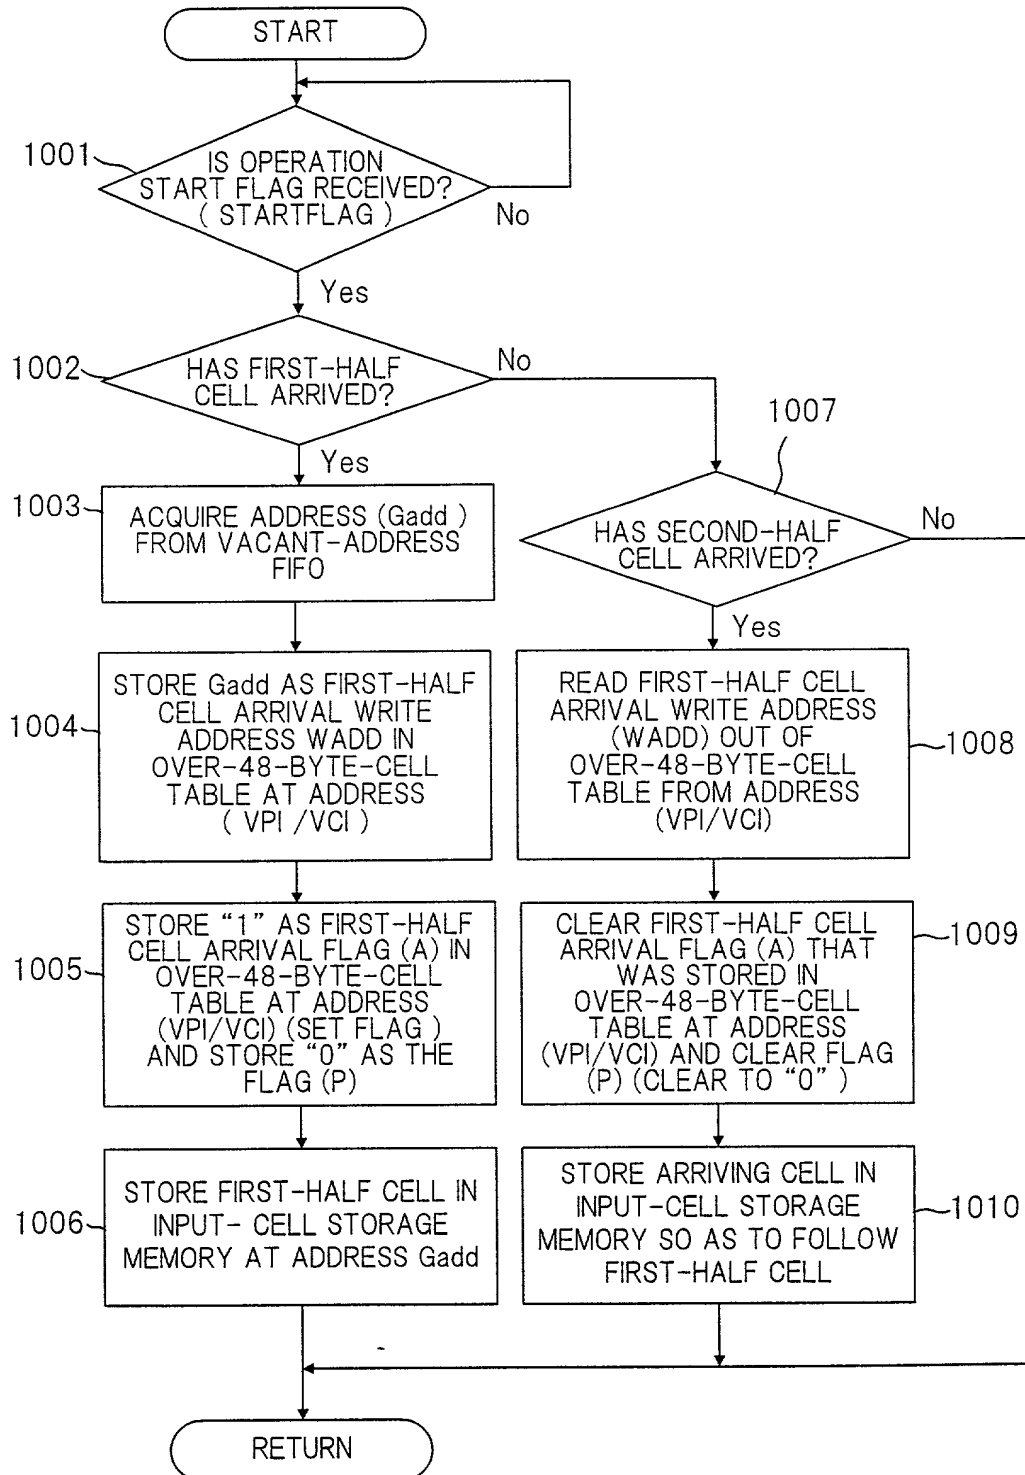 START
1001
IS OPERATION
START FLAG RECEIVED?
( STARTFLAG )
No
Yes
1002
HAS FIRST-HALF
CELL ARRIVED?
No
Yes
1007
HAS SECOND-HALF
CELL ARRIVED?
No
Yes
1003
ACQUIRE ADDRESS (Gadd )
FROM VACANT-ADDRESS
FIFO
1004
STORE Gadd AS FIRST-HALF
CELL ARRIVAL WRITE
ADDRESS WADD IN
OVER-48-BYTE-CELL
TABLE AT ADDRESS
( VPI /VCI )
READ FIRST-HALF CELL
ARRIVAL WRITE ADDRESS
(WADD) OUT OF
OVER-48-BYTE-CELL
TABLE FROM ADDRESS
(VPI/VCI)
1008
1005
STORE “1” AS FIRST-HALF
CELL ARRIVAL FLAG (A) IN
OVER-48-BYTE-CELL
TABLE AT ADDRESS
(VPI/VCI) (SET FLAG )
AND STORE “0” AS THE
FLAG (P)
CLEAR FIRST-HALF CELL
ARRIVAL FLAG (A) THAT
WAS STORED IN
OVER-48-BYTE-CELL
TABLE AT ADDRESS
(VPI/VCI) AND CLEAR FLAG
(P) (CLEAR TO “0” )
1009
1006
STORE FIRST-HALF CELL IN
INPUT- CELL STORAGE
MEMORY AT ADDRESS Gadd
STORE ARRIVING CELL IN
INPUT-CELL STORAGE
MEMORY SO AS TO FOLLOW
FIRST-HALF CELL
1010
RETURN